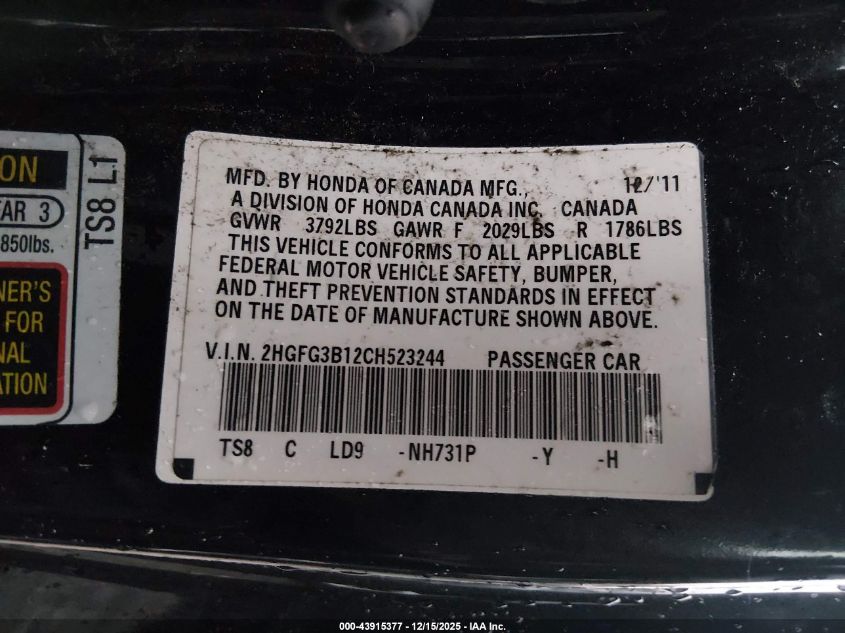 ON
EAR 3
850lbs.
TS8 L1
NER'S
FOR
NAL
ATION
MFD. BY HONDA OF CANADA MFG., 12/'11
A DIVISION OF HONDA CANADA INC. CANADA
GVWR 3792LBS GAWR F 2029LBS R 1786LBS
THIS VEHICLE CONFORMS TO ALL APPLICABLE
FEDERAL MOTOR VEHICLE SAFETY, BUMPER,
AND THEFT PREVENTION STANDARDS IN EFFECT
ON THE DATE OF MANUFACTURE SHOWN ABOVE.
V.I.N. 2HGFG3B12CH523244 PASSENGER CAR
TS8 C LD9 -NH731P -Y -H
000-43915377 - 12/15/2025 - IAA Inc.